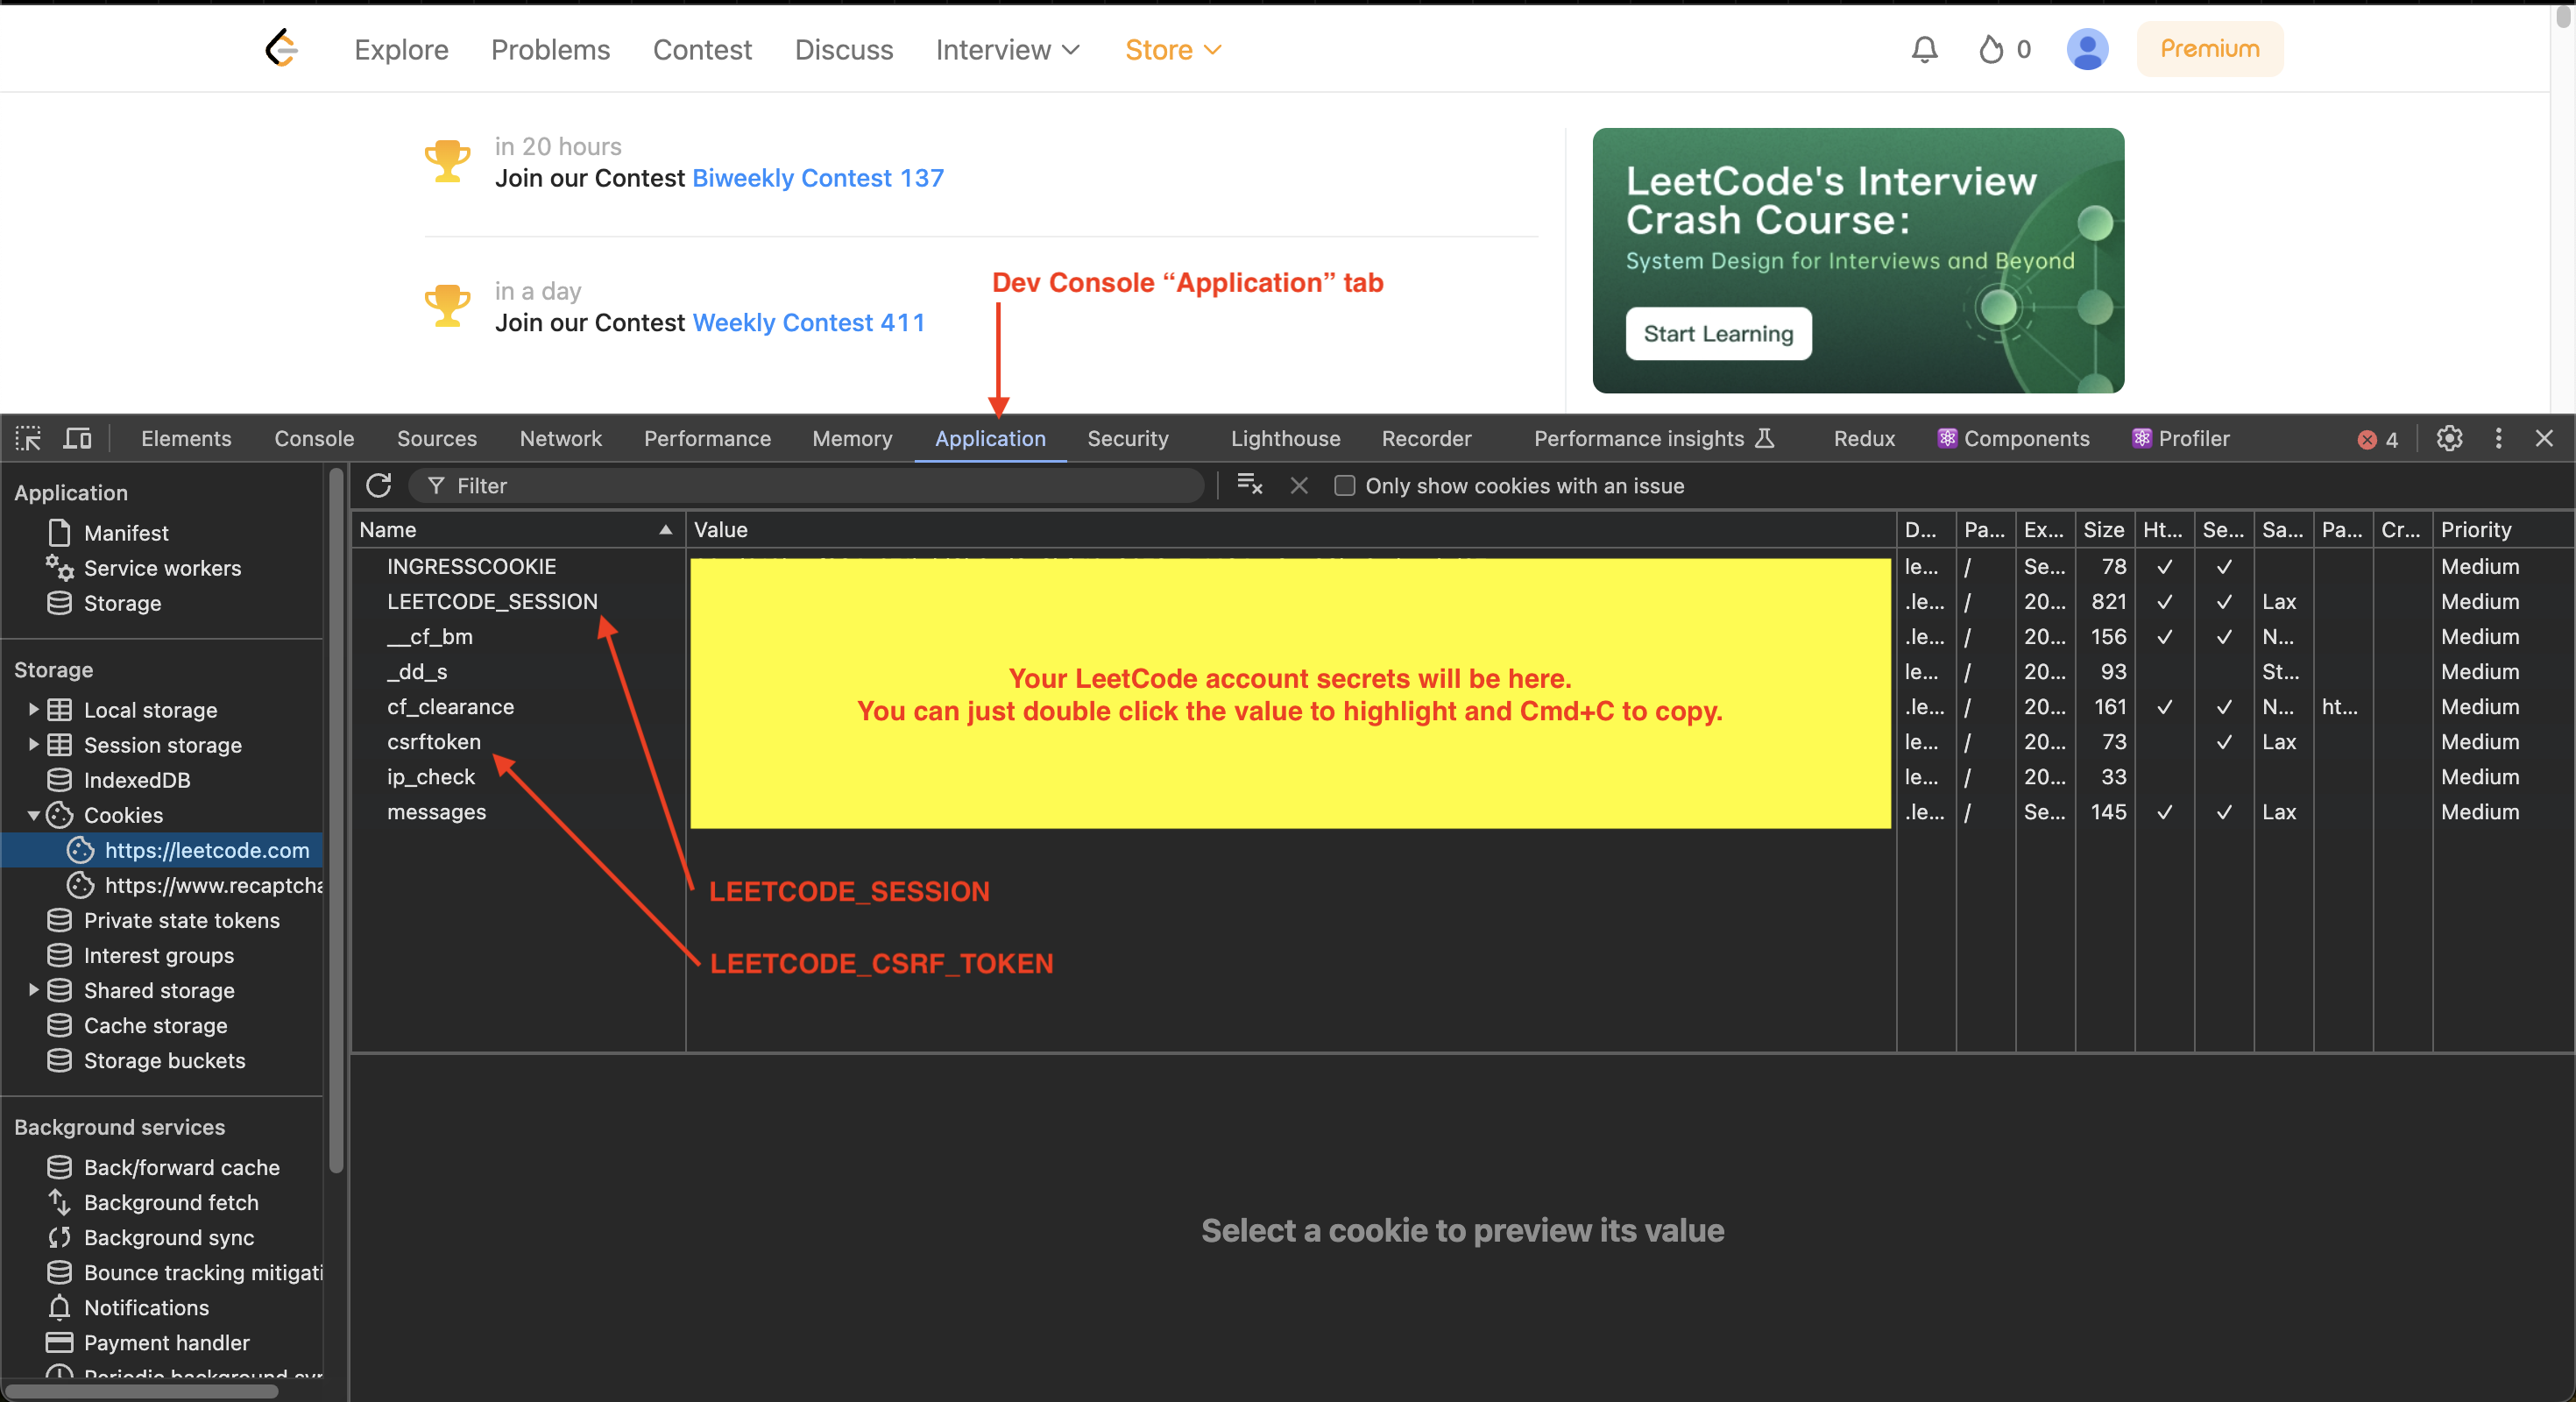 Explore Problems Contest Discuss Interview Store 0 Premium
in 20 hours
Join our Contest Biweekly Contest 137
in a day
Join our Contest Weekly Contest 411
LeetCode's Interview
Crash Course:
System Design for Interviews and Beyond
Start Learning
Dev Console “Application” tab
Elements Console Sources Network Performance Memory Application Security Lighthouse Recorder Performance insights Redux Components Profiler 4
Application
Manifest
Service workers
Storage
Storage
Local storage
Session storage
IndexedDB
Cookies
https://leetcode.com
https://www.recaptcha
Private state tokens
Interest groups
Shared storage
Cache storage
Storage buckets
Background services
Back/forward cache
Background fetch
Background sync
Bounce tracking mitigati
Notifications
Payment handler
Filter Only show cookies with an issue
Name Value D... Pa... Ex... Size Ht... Se... Sa... Pa... Cr... Priority
INGRESSCOOKIE le... / Se... 78 ✓ ✓ Medium
LEETCODE_SESSION .le... / 20... 821 ✓ ✓ Lax Medium
__cf_bm .le... / 20... 156 ✓ ✓ N... Medium
_dd_s le... / 20... 93 St... Medium
cf_clearance .le... / 20... 161 ✓ ✓ N... ht... Medium
csrftoken le... / 20... 73 ✓ Lax Medium
ip_check le... / 20... 33 Medium
messages .le... / Se... 145 ✓ ✓ Lax Medium
Your LeetCode account secrets will be here.
You can just double click the value to highlight and Cmd+C to copy.
LEETCODE_SESSION
LEETCODE_CSRF_TOKEN
Select a cookie to preview its value